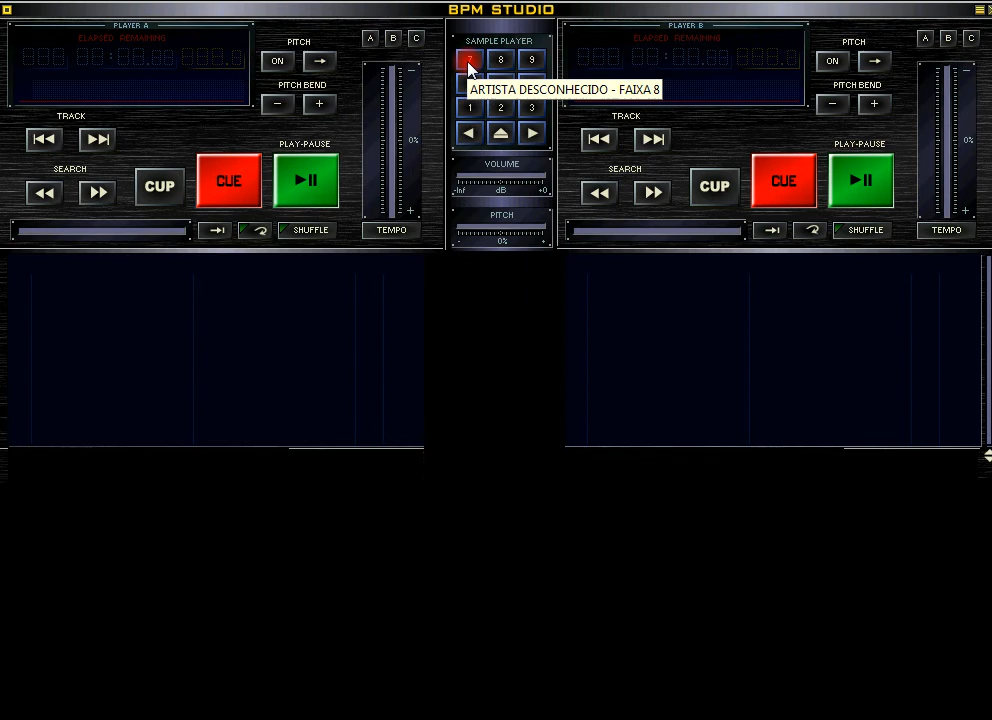 BPM STUDIO
PLAYER A
ELAPSED REMAINING
PITCH
ON
A B C
PITCH BEND
- +
TRACK
0%
PLAY-PAUSE
SEARCH
CUP
CUE
+
SHUFFLE
TEMPO
SAMPLE PLAYER
7 8 9
ARTISTA DESCONHECIDO - FAIXA 8
1 2 3
VOLUME
-Inf dB +0
PITCH
- 0% +
PLAYER B
ELAPSED REMAINING
PITCH
ON
A B C
PITCH BEND
- +
TRACK
0%
PLAY-PAUSE
SEARCH
CUP
CUE
+
SHUFFLE
TEMPO